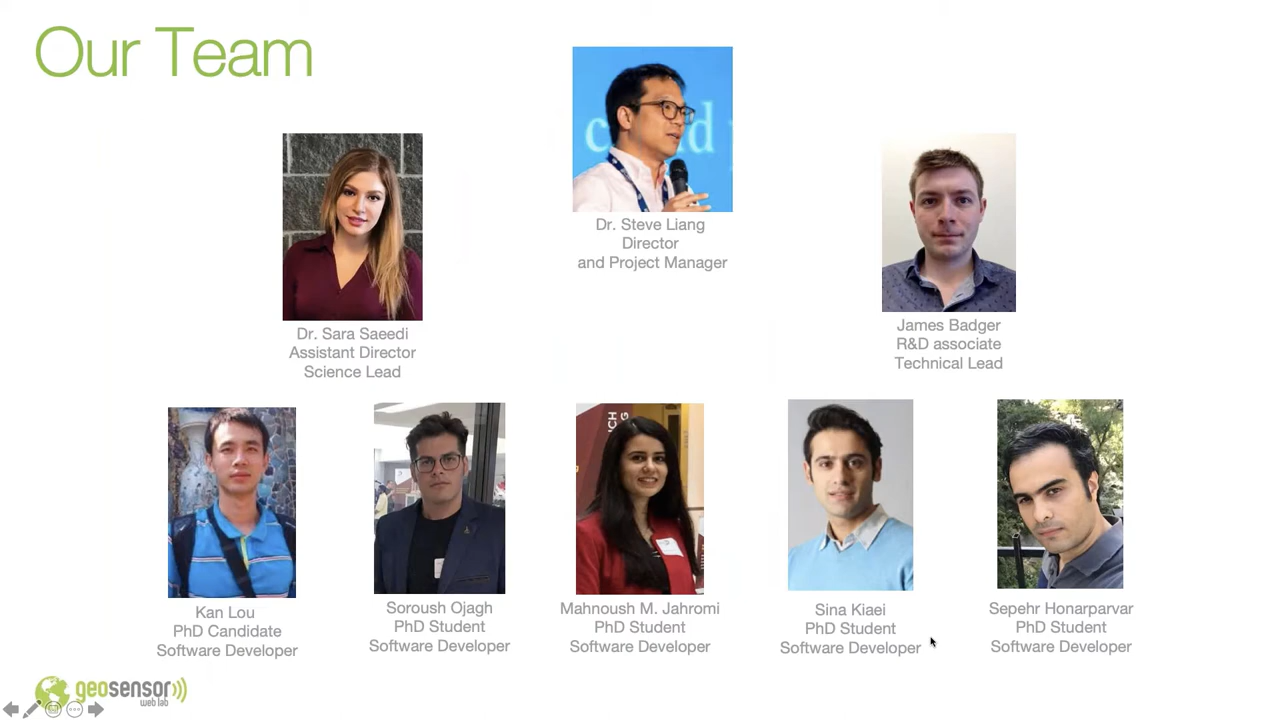 Our Team
Dr. Steve Liang
Director
and Project Manager
Dr. Sara Saeedi
Assistant Director
Science Lead
James Badger
R&D associate
Technical Lead
Kan Lou
PhD Candidate
Software Developer
Soroush Ojagh
PhD Student
Software Developer
Mahnoush M. Jahromi
PhD Student
Software Developer
Sina Kiaei
PhD Student
Software Developer
Sepehr Honarparvar
PhD Student
Software Developer
geosensor
web lab